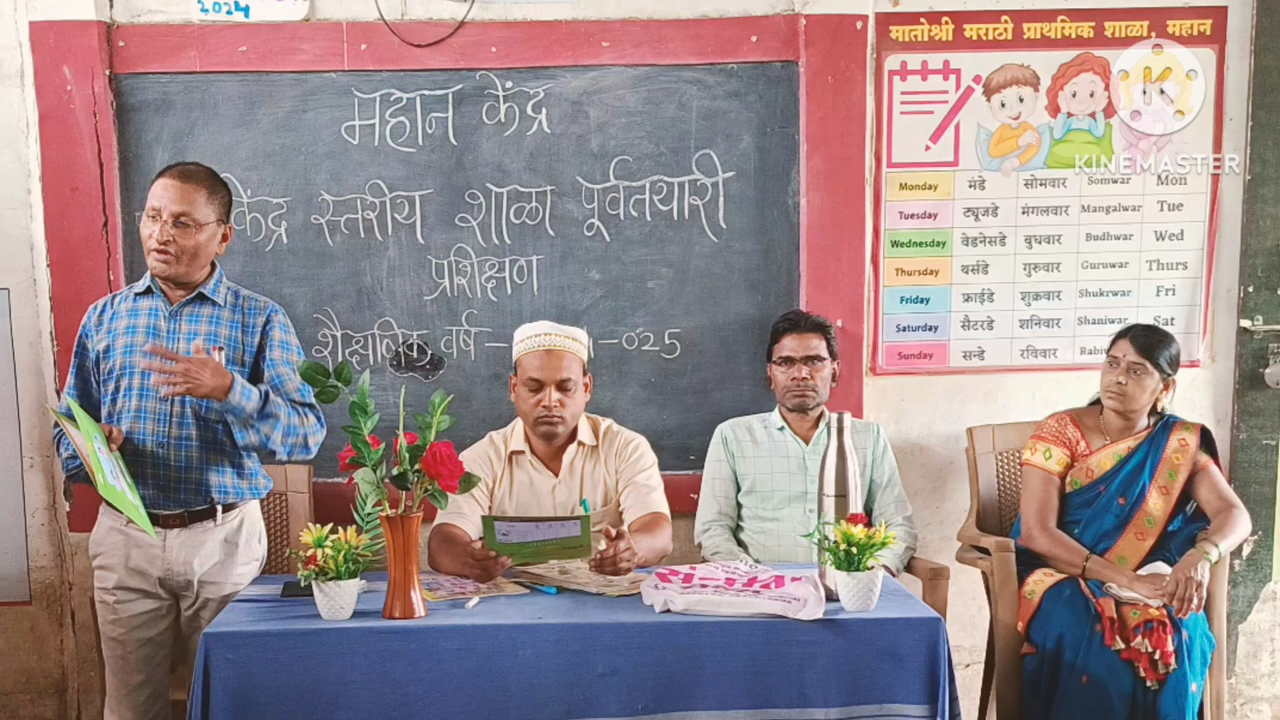 2024
महान केंद्र
केंद्र स्तरीय शाळा पूर्वतयारी
प्रशिक्षण
शैक्षणिक वर्ष - -025
मातोश्री मराठी प्राथमिक शाळा, महान
K
KINEMASTER
Monday मंडे सोमवार Somwar Mon
Tuesday ट्यूजडे मंगलवार Mangalwar Tue
Wednesday वेडनेसडे बुधवार Budhwar Wed
Thursday थर्सडे गुरुवार Guruwar Thurs
Friday फ्राईडे शुक्रवार Shukrwar Fri
Saturday सैटरडे शनिवार Shaniwar Sat
Sunday सन्डे रविवार